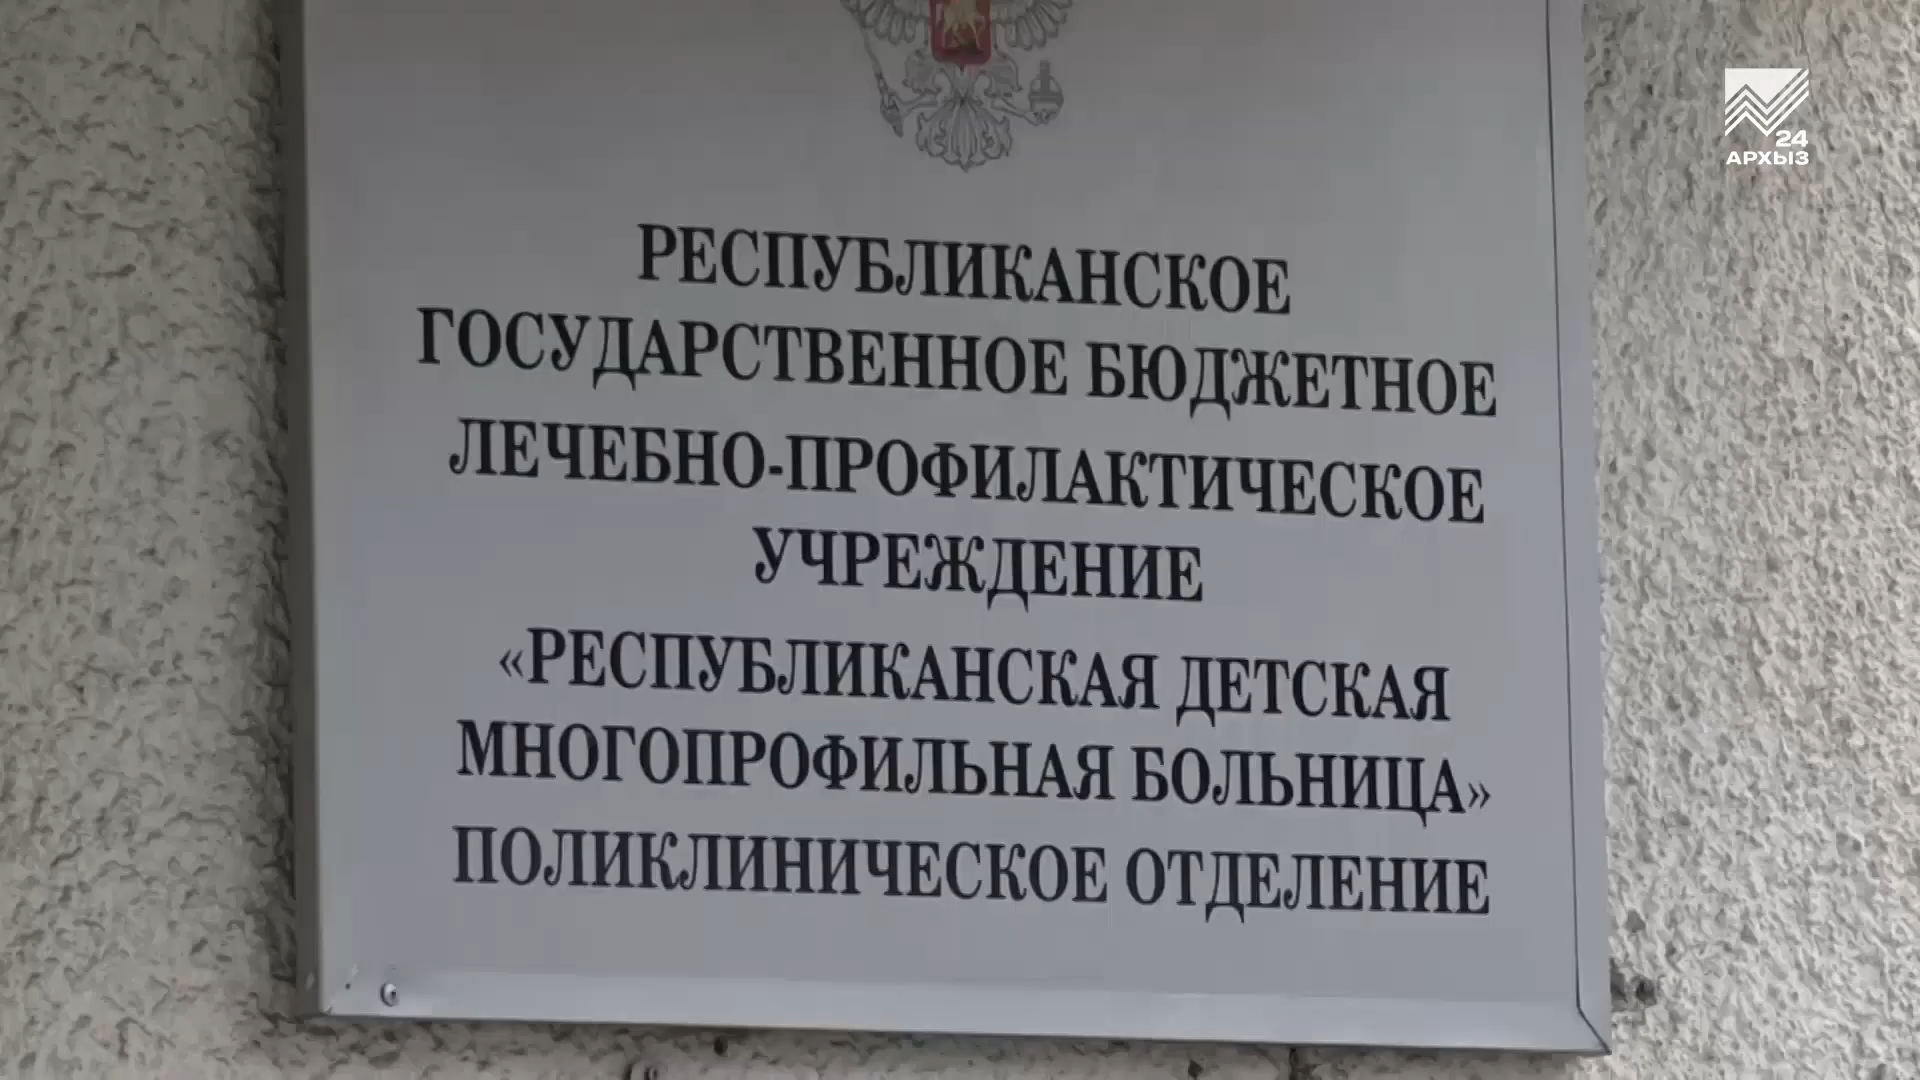 24
АРХЫЗ
РЕСПУБЛИКАНСКОЕ
ГОСУДАРСТВЕННОЕ БЮДЖЕТНОЕ
ЛЕЧЕБНО-ПРОФИЛАКТИЧЕСКОЕ
УЧРЕЖДЕНИЕ
«РЕСПУБЛИКАНСКАЯ ДЕТСКАЯ
МНОГОПРОФИЛЬНАЯ БОЛЬНИЦА»
ПОЛИКЛИНИЧЕСКОЕ ОТДЕЛЕНИЕ